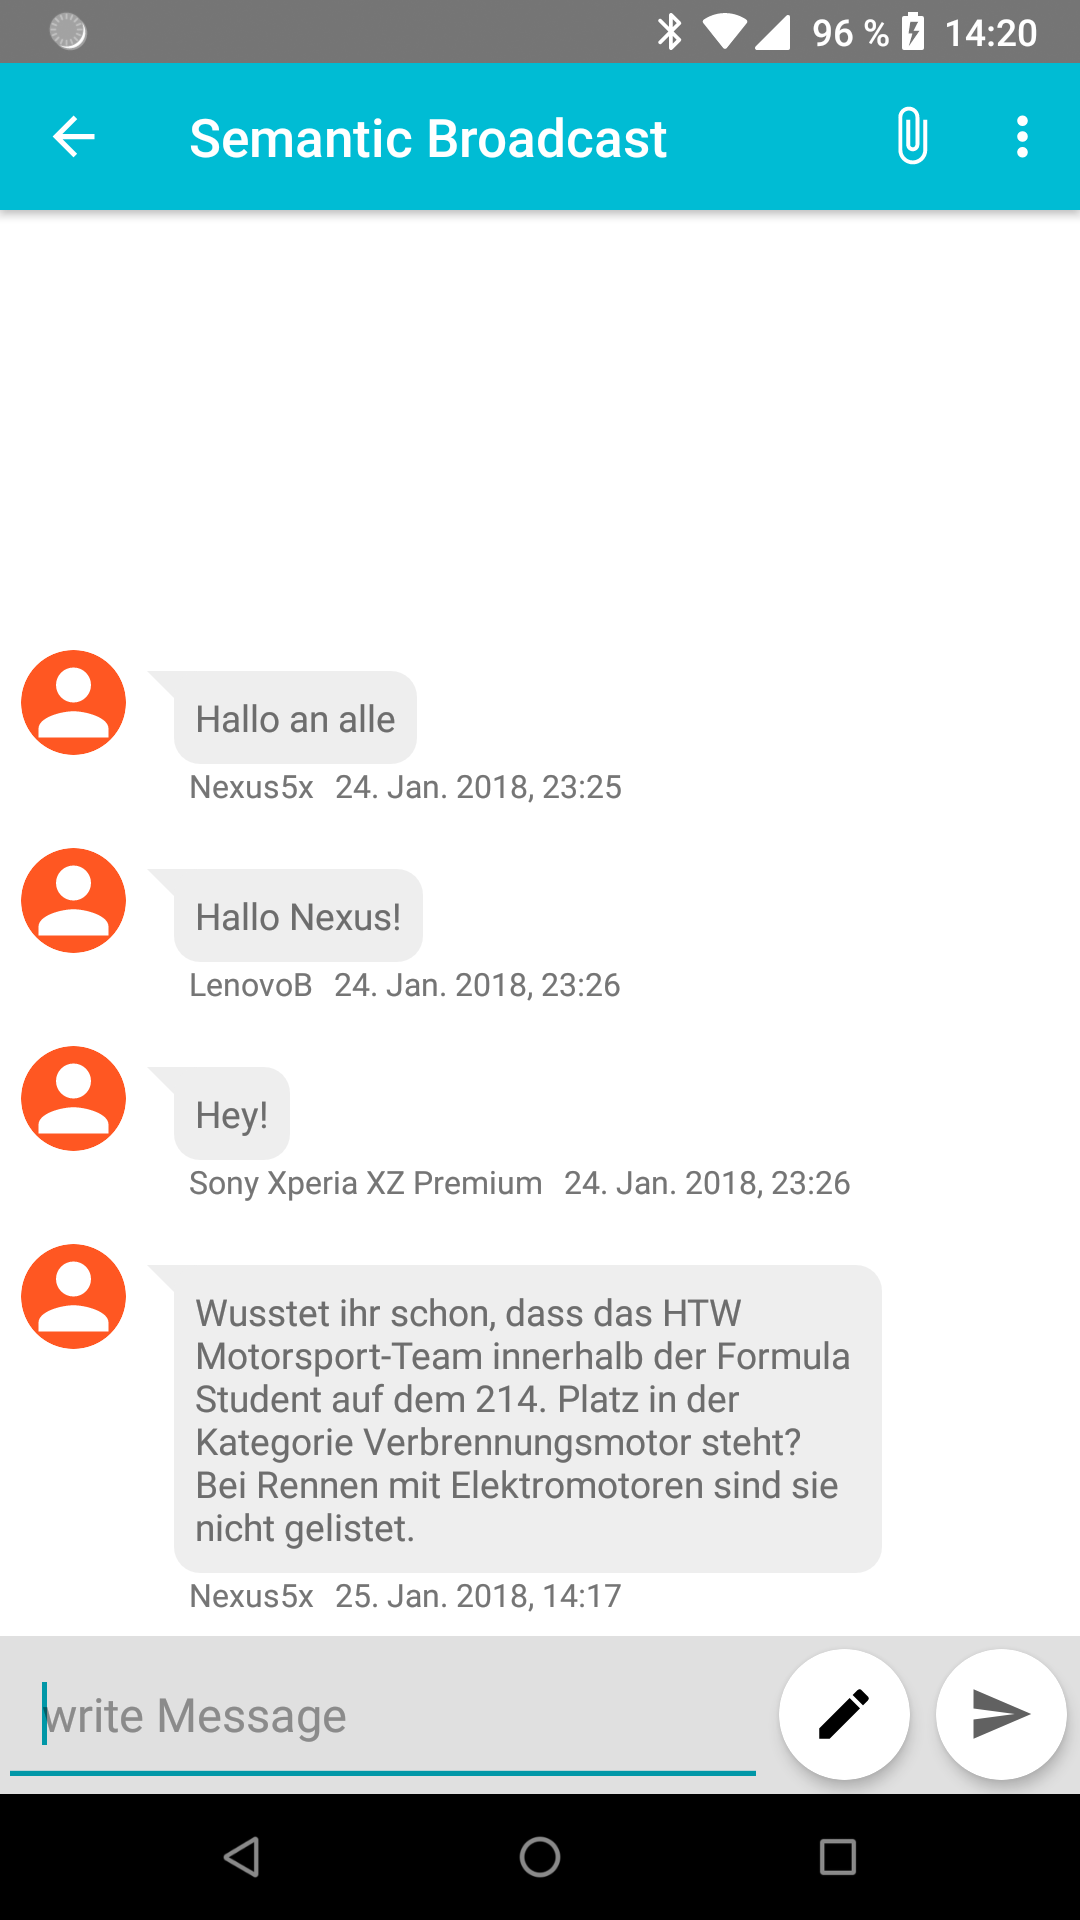 96 % 14:20
Semantic Broadcast
Hallo an alle
Nexus5x 24. Jan. 2018, 23:25
Hallo Nexus!
LenovoB 24. Jan. 2018, 23:26
Hey!
Sony Xperia XZ Premium 24. Jan. 2018, 23:26
Wusstet ihr schon, dass das HTW
Motorsport-Team innerhalb der Formula
Student auf dem 214. Platz in der
Kategorie Verbrennungsmotor steht?
Bei Rennen mit Elektromotoren sind sie
nicht gelistet.
Nexus5x 25. Jan. 2018, 14:17
write Message